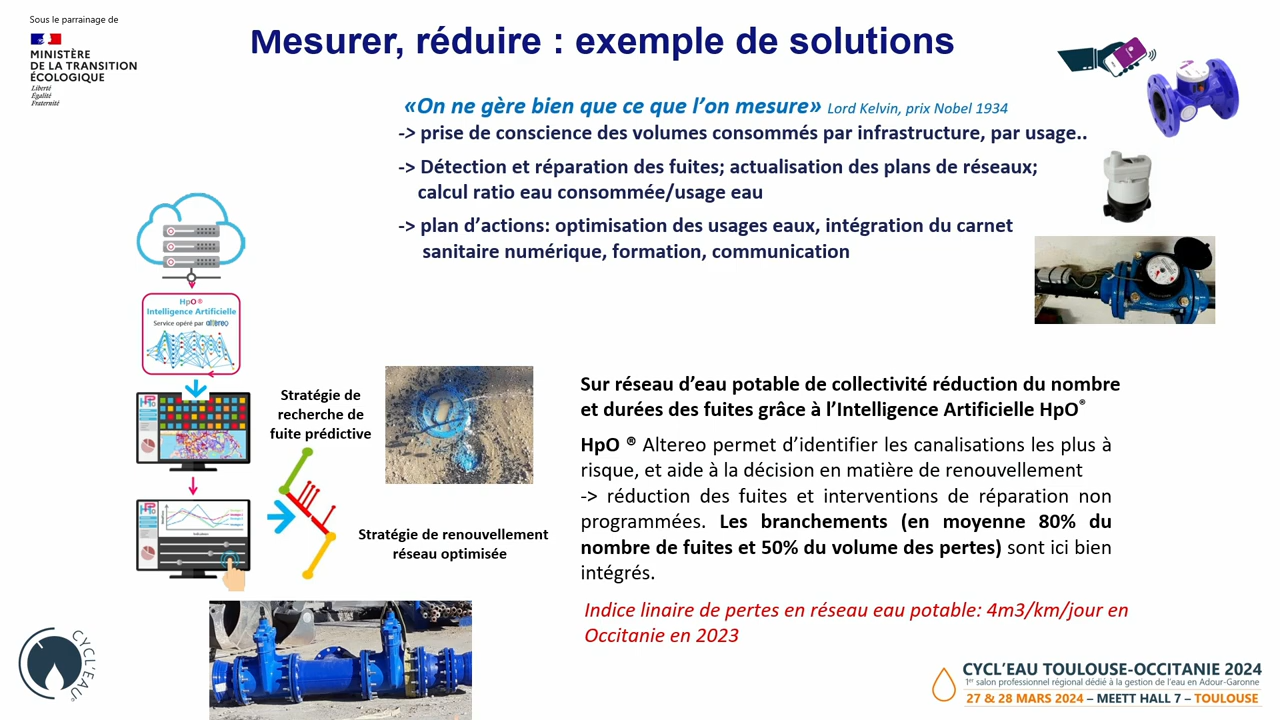 Sous le parrainage de
MINISTÈRE
DE LA TRANSITION
ÉCOLOGIQUE
Liberté
Égalité
Fraternité
Mesurer, réduire : exemple de solutions
«On ne gère bien que ce que l'on mesure» Lord Kelvin, prix Nobel 1934
-> prise de conscience des volumes consommés par infrastructure, par usage..
-> Détection et réparation des fuites; actualisation des plans de réseaux;
calcul ratio eau consommée/usage eau
-> plan d'actions: optimisation des usages eaux, intégration du carnet
sanitaire numérique, formation, communication
HpO®
Intelligence Artificielle
Service opéré par altereo
Stratégie de
recherche de
fuite prédictive
Stratégie de renouvellement
réseau optimisée
Sur réseau d'eau potable de collectivité réduction du nombre
et durées des fuites grâce à l'Intelligence Artificielle HpO®
HpO ® Altereo permet d'identifier les canalisations les plus à
risque, et aide à la décision en matière de renouvellement
-> réduction des fuites et interventions de réparation non
programmées. Les branchements (en moyenne 80% du
nombre de fuites et 50% du volume des pertes) sont ici bien
intégrés.
Indice linaire de pertes en réseau eau potable: 4m3/km/jour en
Occitanie en 2023
CYCL'EAU®
CYCL'EAU TOULOUSE-OCCITANIE 2024
1er salon professionnel régional dédié à la gestion de l'eau en Adour-Garonne
27 & 28 MARS 2024 – MEETT HALL 7 – TOULOUSE